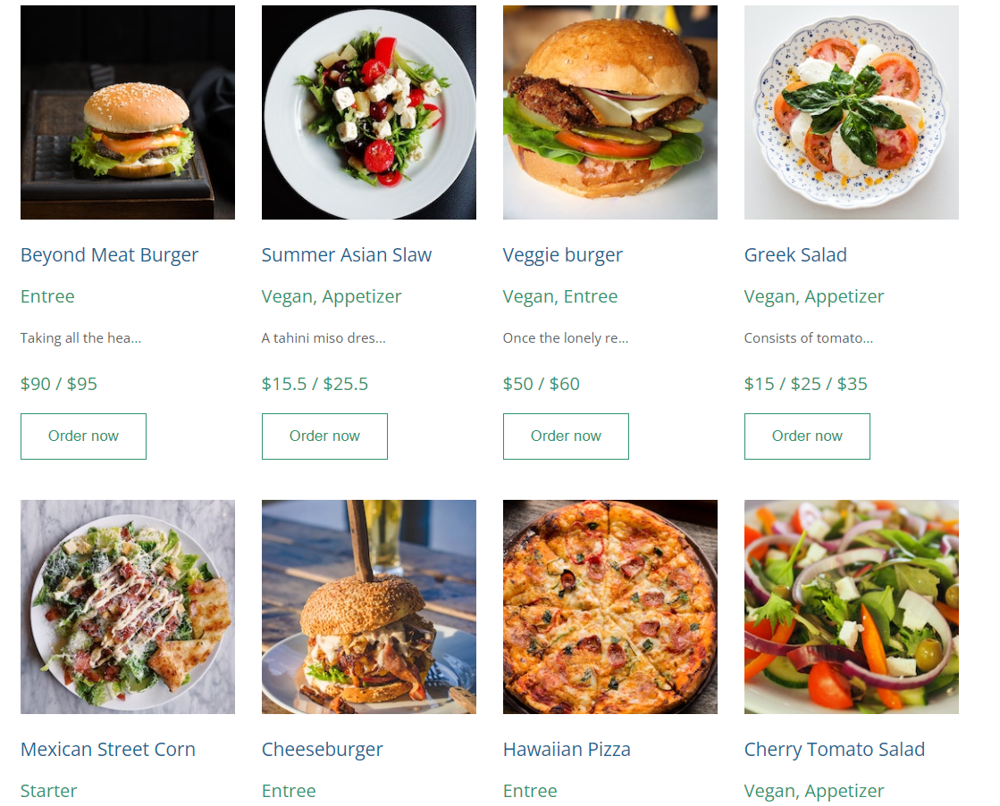 Beyond Meat Burger
Entree
Taking all the hea...
$90 / $95
Order now
Summer Asian Slaw
Vegan, Appetizer
A tahini miso dres...
$15.5 / $25.5
Order now
Veggie burger
Vegan, Entree
Once the lonely re...
$50 / $60
Order now
Greek Salad
Vegan, Appetizer
Consists of tomato...
$15 / $25 / $35
Order now
Mexican Street Corn
Starter
Cheeseburger
Entree
Hawaiian Pizza
Entree
Cherry Tomato Salad
Vegan, Appetizer